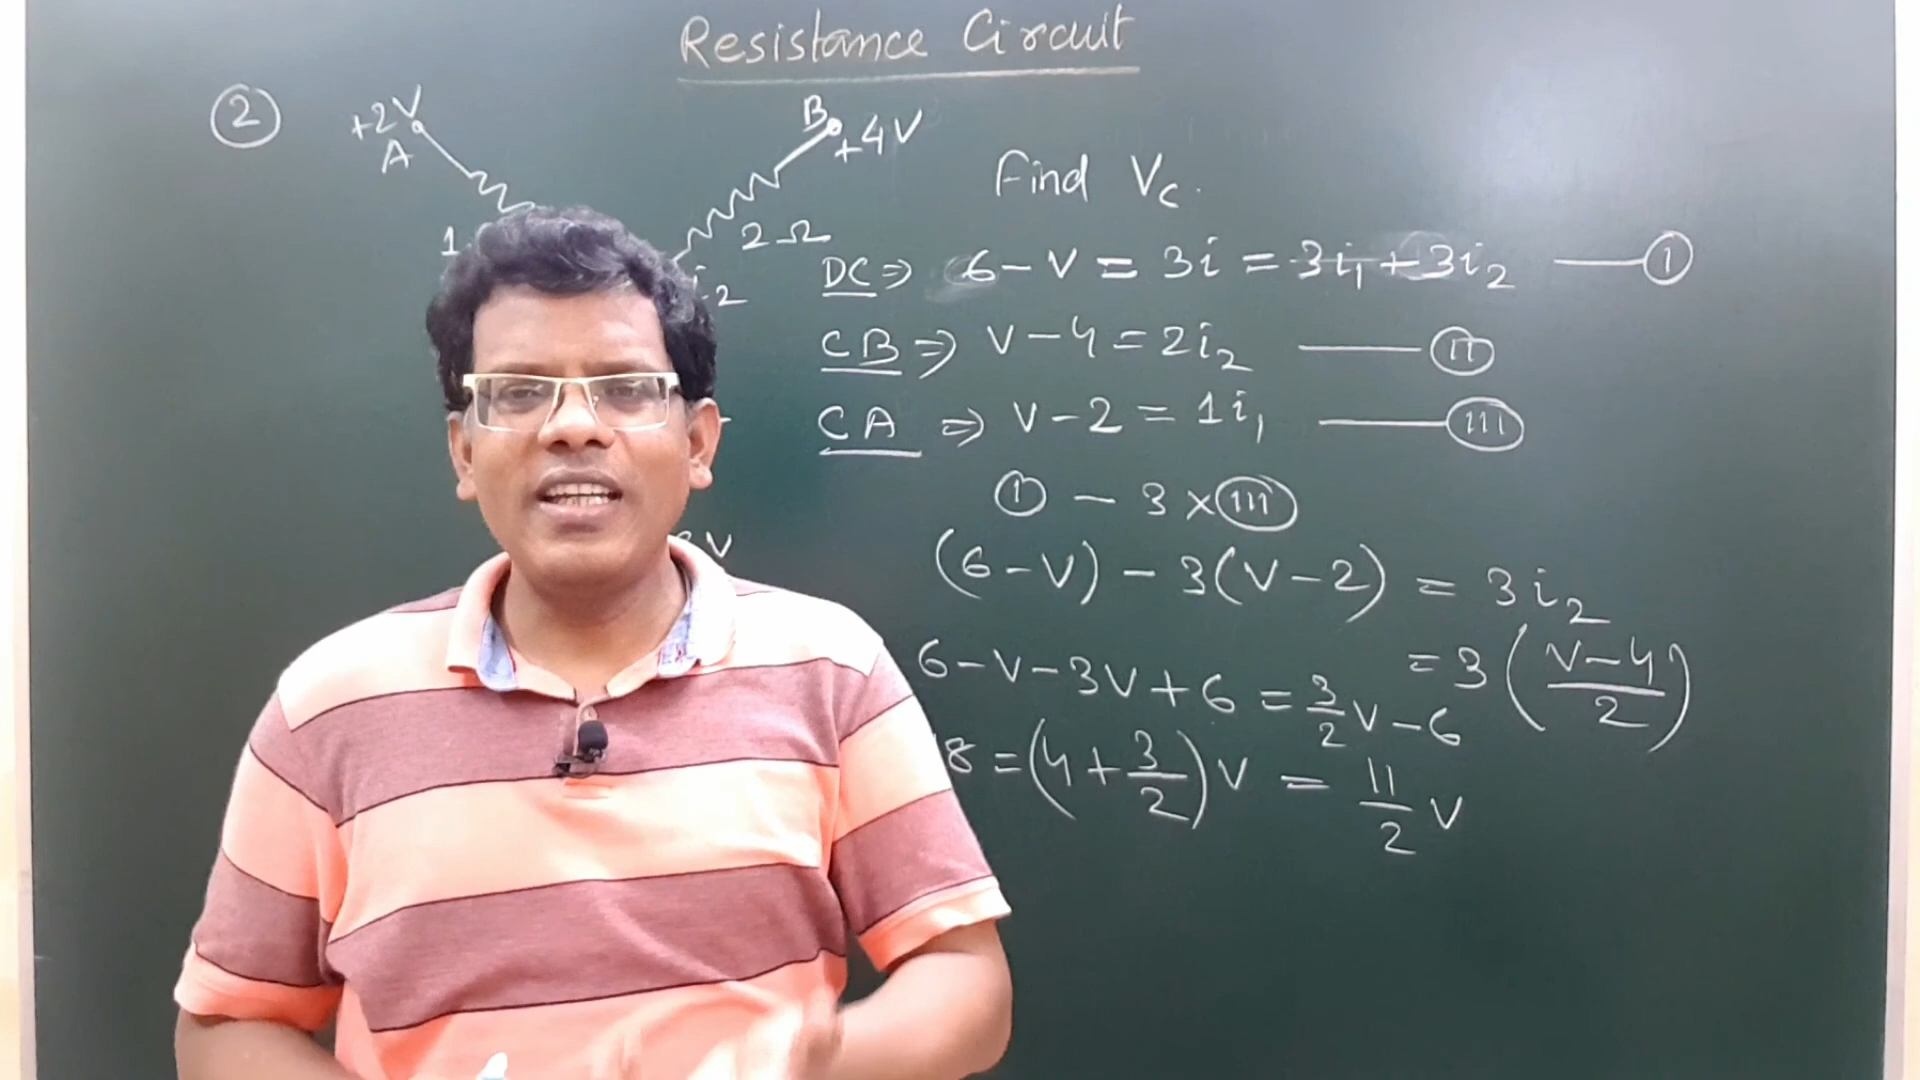 Resistance Circuit
2
+2V
A
B
+4V
Find Vc.
1
2Ω
i2
DC ⇒ 6-V = 3i = 3i1 + 3i2 —— I
CB ⇒ V-4 = 2i2 —— II
CA ⇒ V-2 = 1i1 —— III
I - 3 × III
V
(6-V) - 3(V-2) = 3i2
= 3(V-4/2)
6-V-3V+6 = 3/2 V-6
8 = (4+3/2)V = 11/2 V